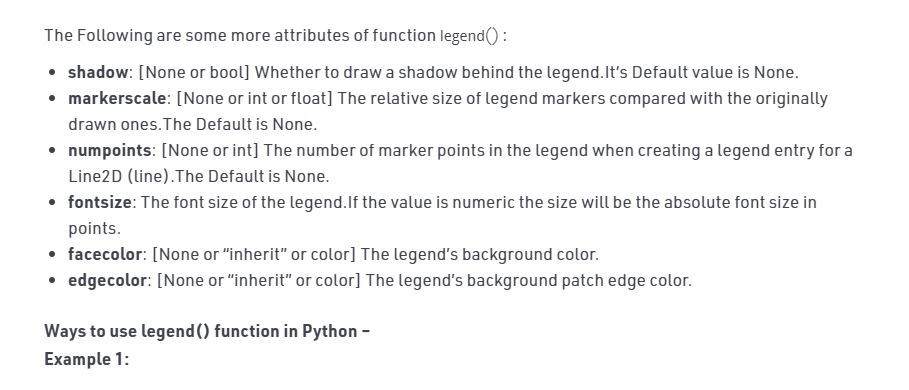 The Following are some more attributes of function legend() :
• shadow: [None or bool] Whether to draw a shadow behind the legend.It’s Default value is None.
• markerscale: [None or int or float] The relative size of legend markers compared with the originally
drawn ones.The Default is None.
• numpoints: [None or int] The number of marker points in the legend when creating a legend entry for a
Line2D (line).The Default is None.
• fontsize: The font size of the legend.If the value is numeric the size will be the absolute font size in
points.
• facecolor: [None or “inherit” or color] The legend’s background color.
• edgecolor: [None or “inherit” or color] The legend’s background patch edge color.
Ways to use legend() function in Python –
Example 1: